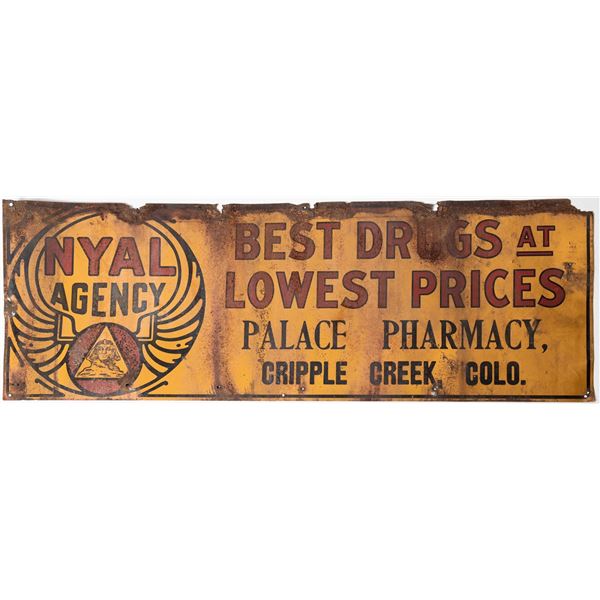 NYAL
AGENCY
BEST DRUGS AT
LOWEST PRICES
PALACE PHARMACY,
CRIPPLE CREEK COLO.